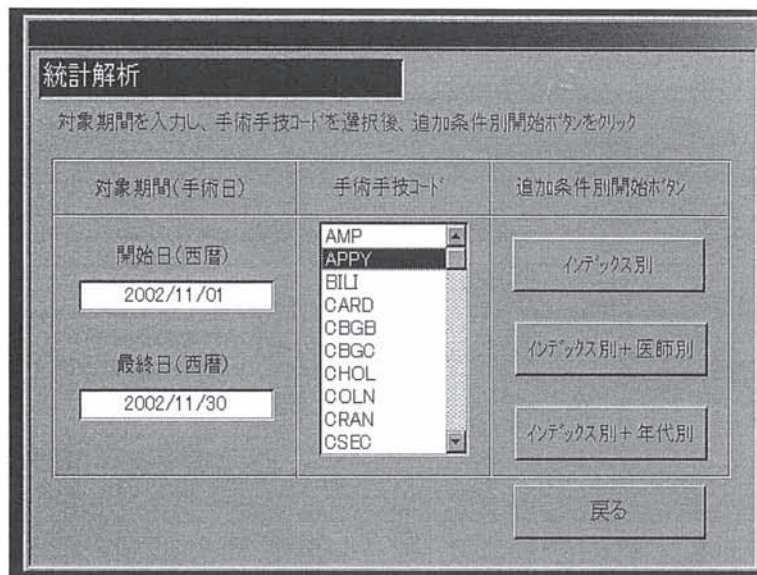 統計解析
対象期間を入力し、手術手技ｺｰﾄﾞを選択後、追加条件別開始ﾎﾞﾀﾝをｸﾘｯｸ
対象期間(手術日)
手術手技ｺｰﾄﾞ
追加条件別開始ﾎﾞﾀﾝ
開始日(西暦)
2002/11/01
最終日(西暦)
2002/11/30
AMP
APPY
BILI
CARD
CBGB
CBGC
CHOL
COLN
CRAN
CSEC
ｲﾝﾃﾞｯｸｽ別
ｲﾝﾃﾞｯｸｽ別+医師別
ｲﾝﾃﾞｯｸｽ別+年代別
戻る